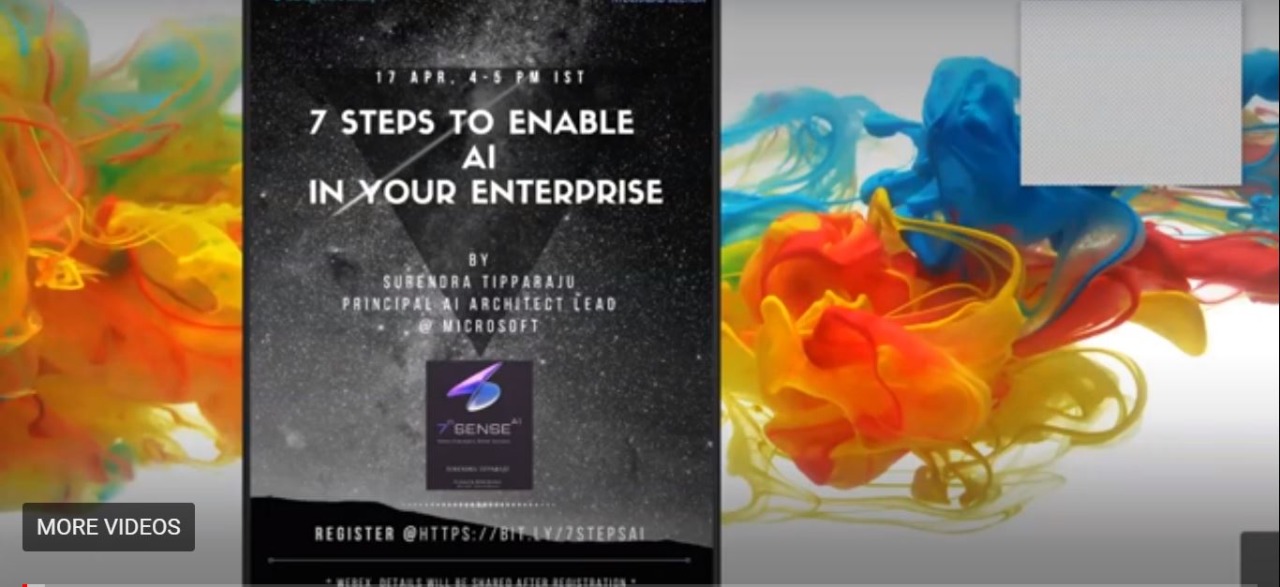 17 APR. 4-5 PM IST
7 STEPS TO ENABLE
AI
IN YOUR ENTERPRISE
BY
SURENDRA TIPPARAJU
PRINCIPAL AI ARCHITECT LEAD
@ MICROSOFT
7 SENSE AI
SURENDRA TIPPARAJU
REGISTER @HTTPS://BIT.LY/7STEPSAI
MORE VIDEOS
* WEBEX DETAILS WILL BE SHARED AFTER REGISTRATION *